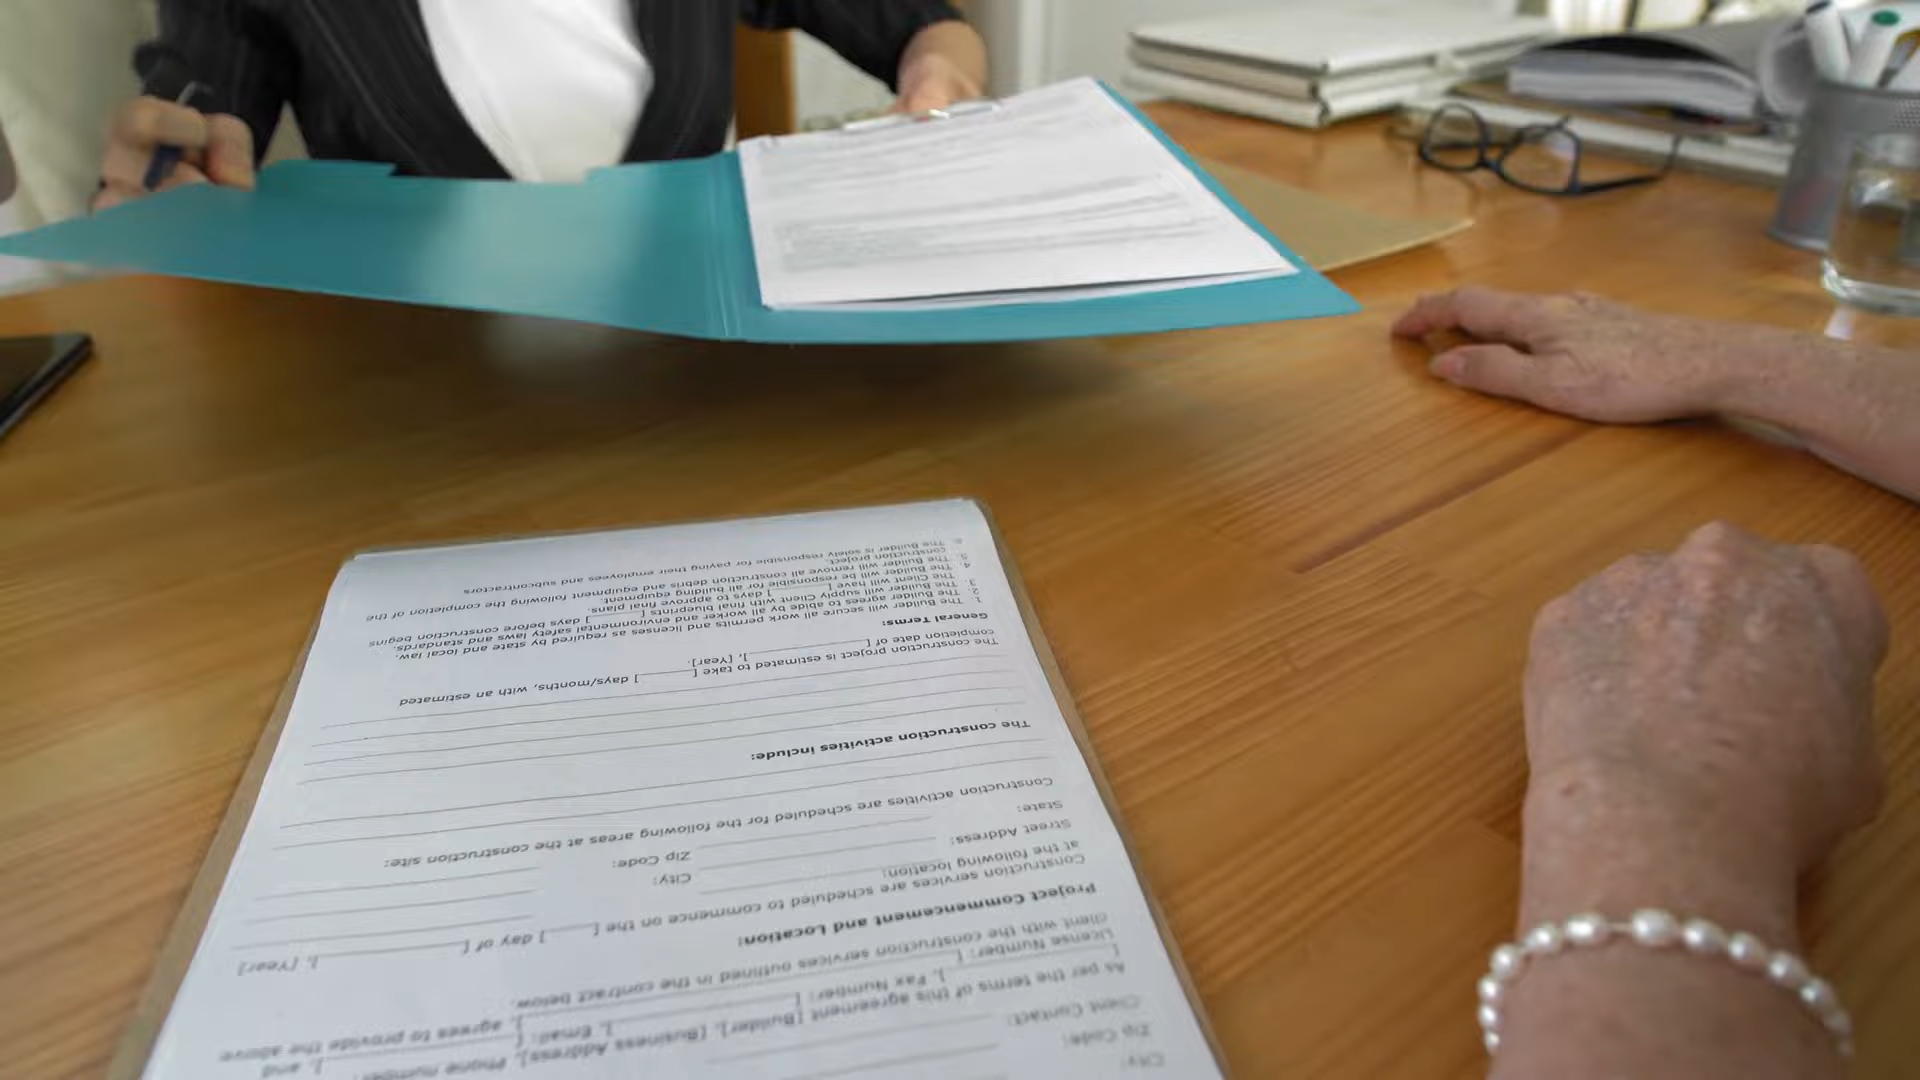 City:
Zip Code:
Client Contact:
As per the terms of this agreement [Builder], [Business Address], Phone number: [ ], and
License Number: [ ], Fax Number: [ ], Email: [ ], agrees to provide the above
client with the construction services outlined in the contract below.
Project Commencement and Location:
Construction services are scheduled to commence on the [ ] day of [ ], [Year]
at the following location:
Street Address: City:
State: Zip Code:
Construction activities are scheduled for the following areas at the construction site:
The construction activities include:
The construction project is estimated to take [ ] days/months, with an estimated
completion date of [ ], [Year].
General Terms:
1. The Builder will secure all work permits and licenses as required by state and local law.
2. The Builder agrees to abide by all worker and environmental safety laws and standards.
3. The Builder will supply Client with final blueprints [ ] days before construction begins
The Client will have [ ] days to approve final plans.
4. The Builder will be responsible for all building equipment.
5. The Builder will remove all construction debris and equipment following the completion of the
construction project.
6. The Builder is solely responsible for paying their employees and subcontractors